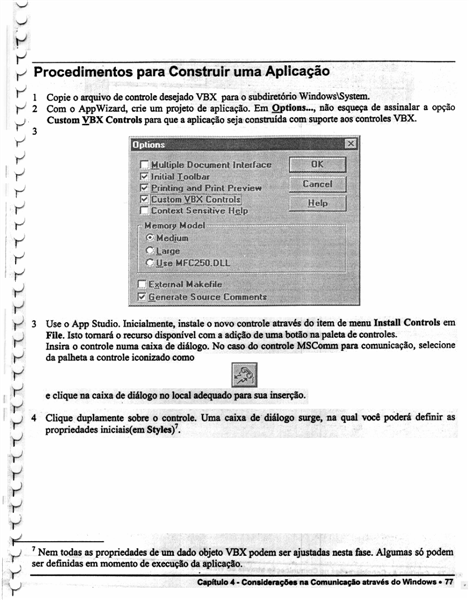 Procedimentos para Construir uma Aplicação
1 Copie o arquivo de controle desejado VBX para o subdiretório Windows\System.
2 Com o AppWizard, crie um projeto de aplicação. Em Options..., não esqueça de assinalar a opção
Custom VBX Controls para que a aplicação seja construída com suporte aos controles VBX.
3
Options
Multiple Document Interface
OK
Initial Toolbar
Printing and Print Preview
Cancel
Custom VBX Controls
Help
Context Sensitive Help
Memory Model
Medium
Large
Use MFC250.DLL
External Makefile
Generate Source Comments
3 Use o App Studio. Inicialmente, instale o novo controle através do item de menu Install Controls em
File. Isto tornará o recurso disponível com a adição de uma botão na paleta de controles.
Insira o controle numa caixa de diálogo. No caso do controle MSComm para comunicação, selecione
da palheta a controle iconizado como
e clique na caixa de diálogo no local adequado para sua inserção.
4 Clique duplamente sobre o controle. Uma caixa de diálogo surge, na qual você poderá definir as
propriedades iniciais(em Styles)7.
7 Nem todas as propriedades de um dado objeto VBX podem ser ajustadas nesta fase. Algumas só podem
ser definidas em momento de execução da aplicação.
Capítulo 4 - Considerações na Comunicação através do Windows • 77